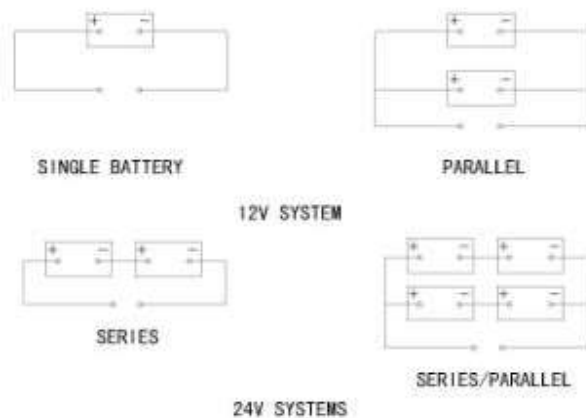 + −
+ −
+ −
SINGLE BATTERY
PARALLEL
12V SYSTEM
+ − + −
+ − + −
+ − + −
SERIES
SERIES/PARALLEL
24V SYSTEMS